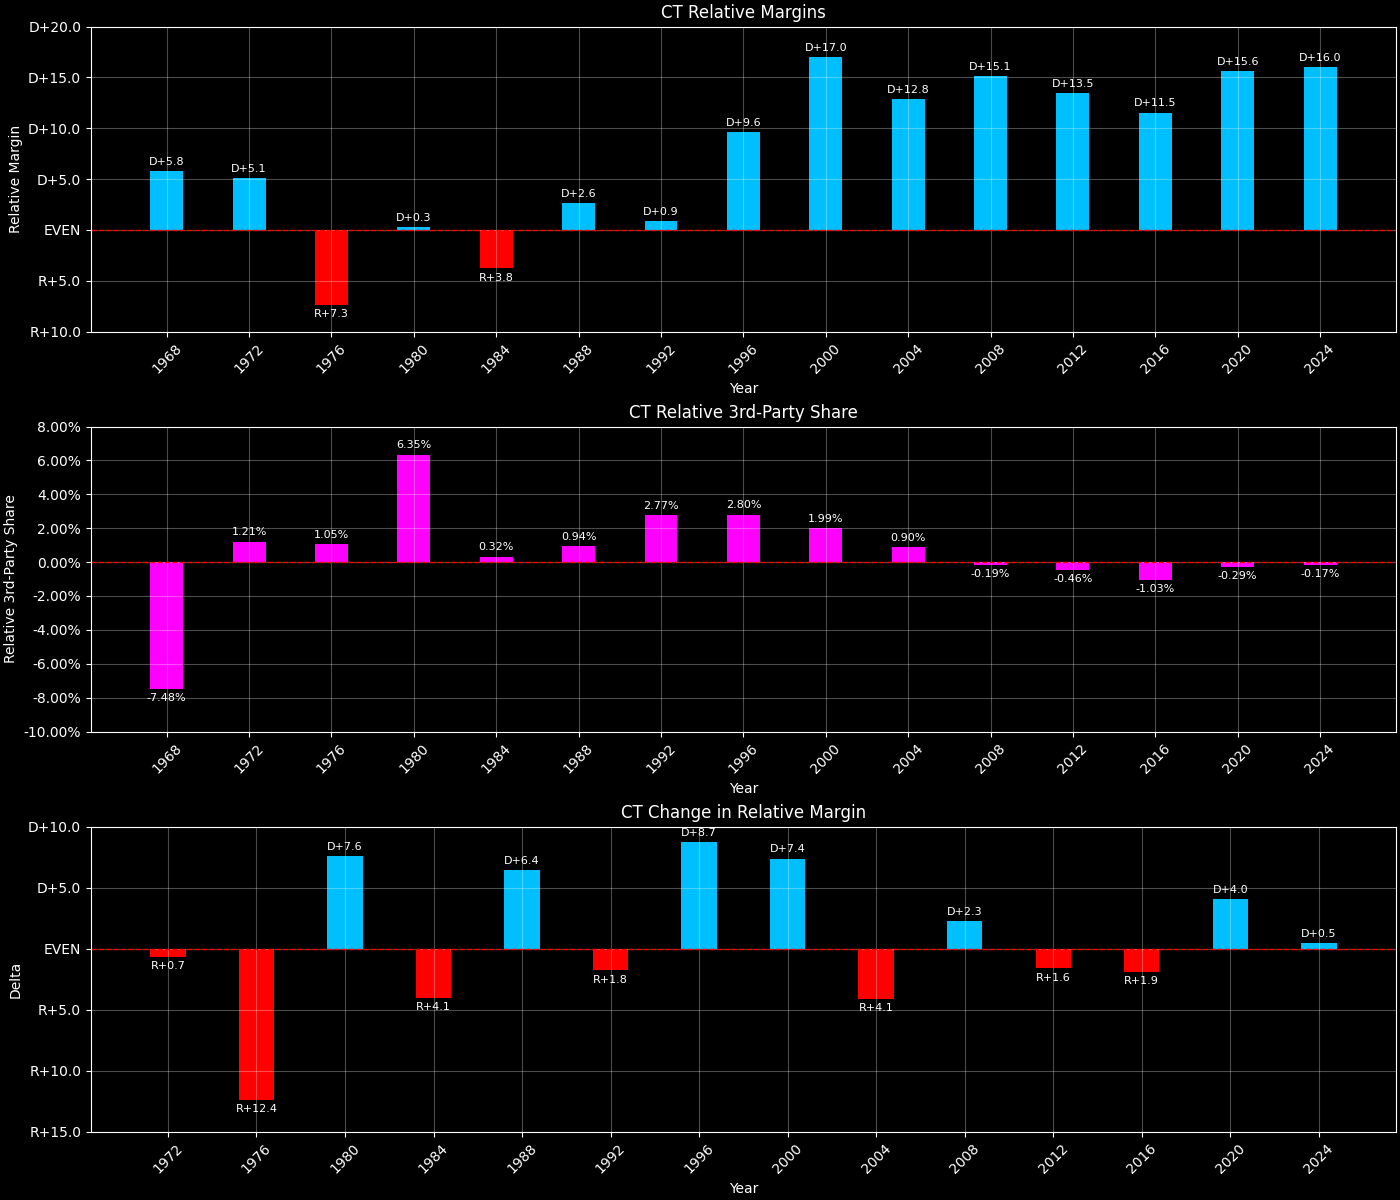 CT Relative Margins
Relative Margin
D+20.0
D+15.0
D+10.0
D+5.0
EVEN
R+5.0
R+10.0
D+5.8
D+5.1
R+7.3
D+0.3
R+3.8
D+2.6
D+0.9
D+9.6
D+17.0
D+12.8
D+15.1
D+13.5
D+11.5
D+15.6
D+16.0
1968
1972
1976
1980
1984
1988
1992
1996
2000
2004
2008
2012
2016
2020
2024
Year
CT Relative 3rd-Party Share
Relative 3rd-Party Share
8.00%
6.00%
4.00%
2.00%
0.00%
-2.00%
-4.00%
-6.00%
-8.00%
-10.00%
-7.48%
1.21%
1.05%
6.35%
0.32%
0.94%
2.77%
2.80%
1.99%
0.90%
-0.19%
-0.46%
-1.03%
-0.29%
-0.17%
1968
1972
1976
1980
1984
1988
1992
1996
2000
2004
2008
2012
2016
2020
2024
Year
CT Change in Relative Margin
Delta
D+10.0
D+5.0
EVEN
R+5.0
R+10.0
R+15.0
R+0.7
R+12.4
D+7.6
R+4.1
D+6.4
R+1.8
D+8.7
D+7.4
R+4.1
D+2.3
R+1.6
R+1.9
D+4.0
D+0.5
1972
1976
1980
1984
1988
1992
1996
2000
2004
2008
2012
2016
2020
2024
Year